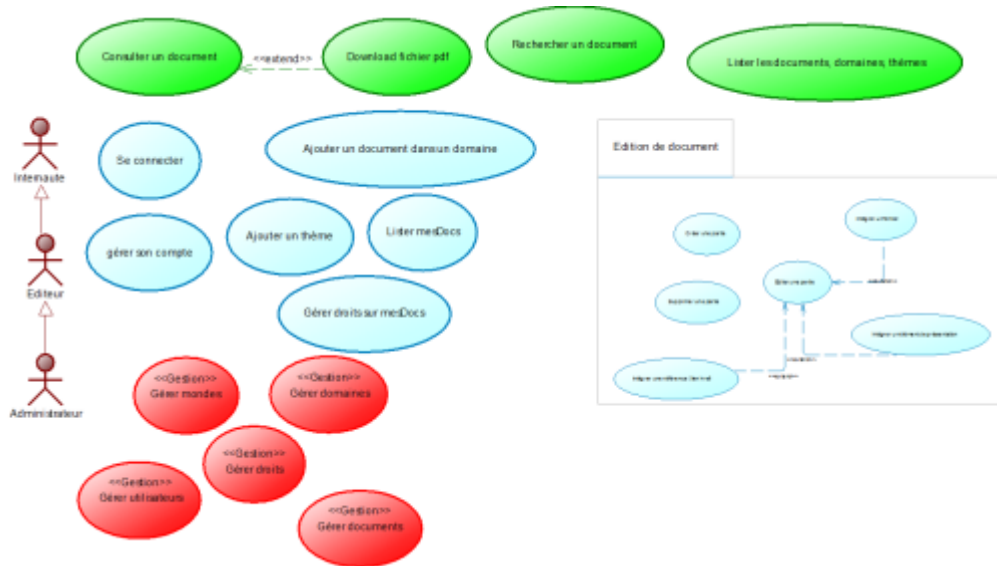 Consulter un document
<<extend>>
Download fichier pdf
Rechercher un document
Lister les documents, domaines, thèmes
Internaute
Se connecter
Ajouter un document dans un domaine
Edition de document
Editeur
gérer son compte
Ajouter un thème
Lister mesDocs
Gérer droits sur mesDocs
Administrateur
<<Gestion>>
Gérer mondes
<<Gestion>>
Gérer domaines
<<Gestion>>
Gérer droits
<<Gestion>>
Gérer utilisateurs
<<Gestion>>
Gérer documents